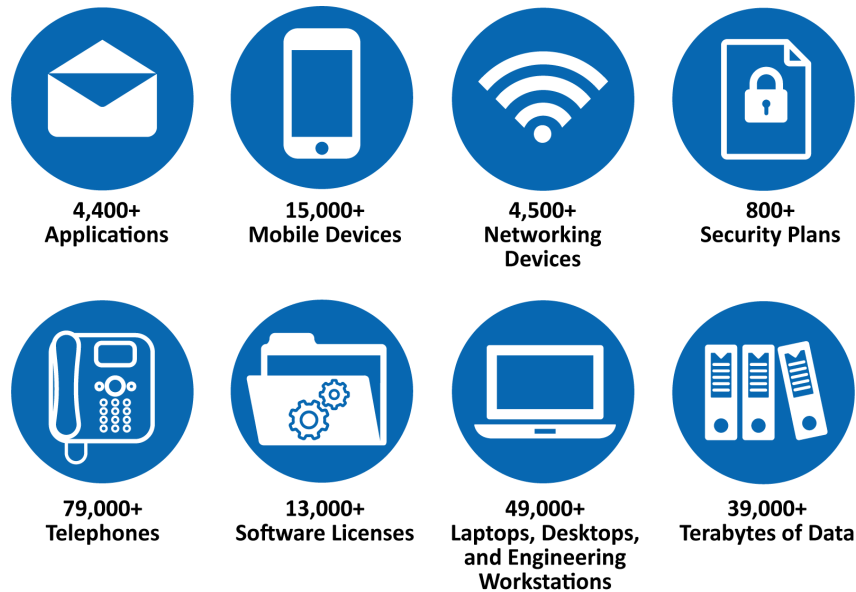 4,400+
Applications
15,000+
Mobile Devices
4,500+
Networking
Devices
800+
Security Plans
79,000+
Telephones
13,000+
Software Licenses
49,000+
Laptops, Desktops,
and Engineering
Workstations
39,000+
Terabytes of Data